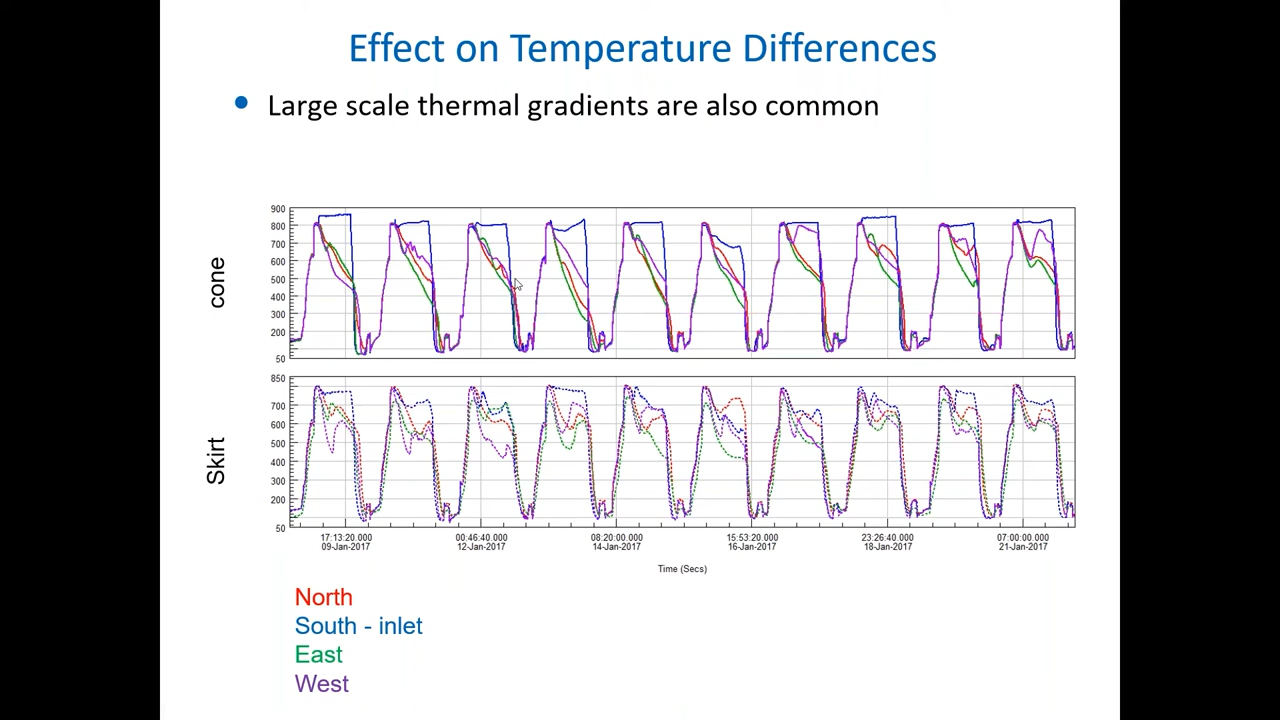 Effect on Temperature Differences
• Large scale thermal gradients are also common
cone
900
800
700
600
500
400
300
200
50
Skirt
850
700
600
500
400
300
200
50
17:13:20.000 00:46:40.000 08:20:00.000 15:53:20.000 23:26:40.000 07:00:00.000
09-Jan-2017 12-Jan-2017 14-Jan-2017 16-Jan-2017 18-Jan-2017 21-Jan-2017
Time (Secs)
North
South - inlet
East
West